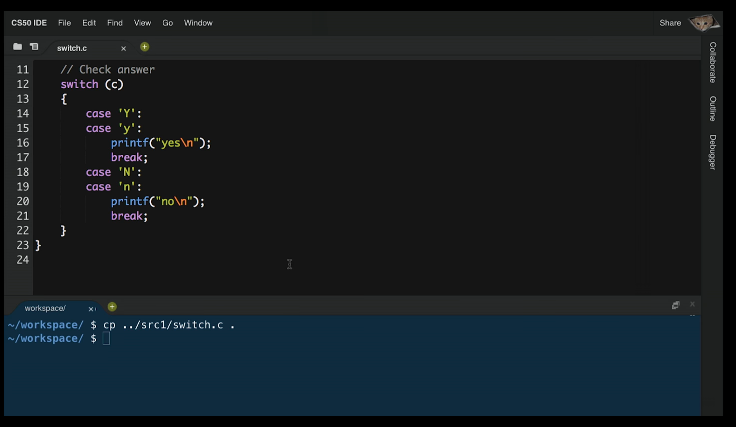 CS50 IDE File Edit Find View Go Window Share
switch.c x +
11 // Check answer
12 switch (c)
13 {
14 case 'Y':
15 case 'y':
16 printf("yes\n");
17 break;
18 case 'N':
19 case 'n':
20 printf("no\n");
21 break;
22 }
23 }
24
Collaborate
Outline
Debugger
workspace/ x +
~/workspace/ $ cp ../src1/switch.c .
~/workspace/ $